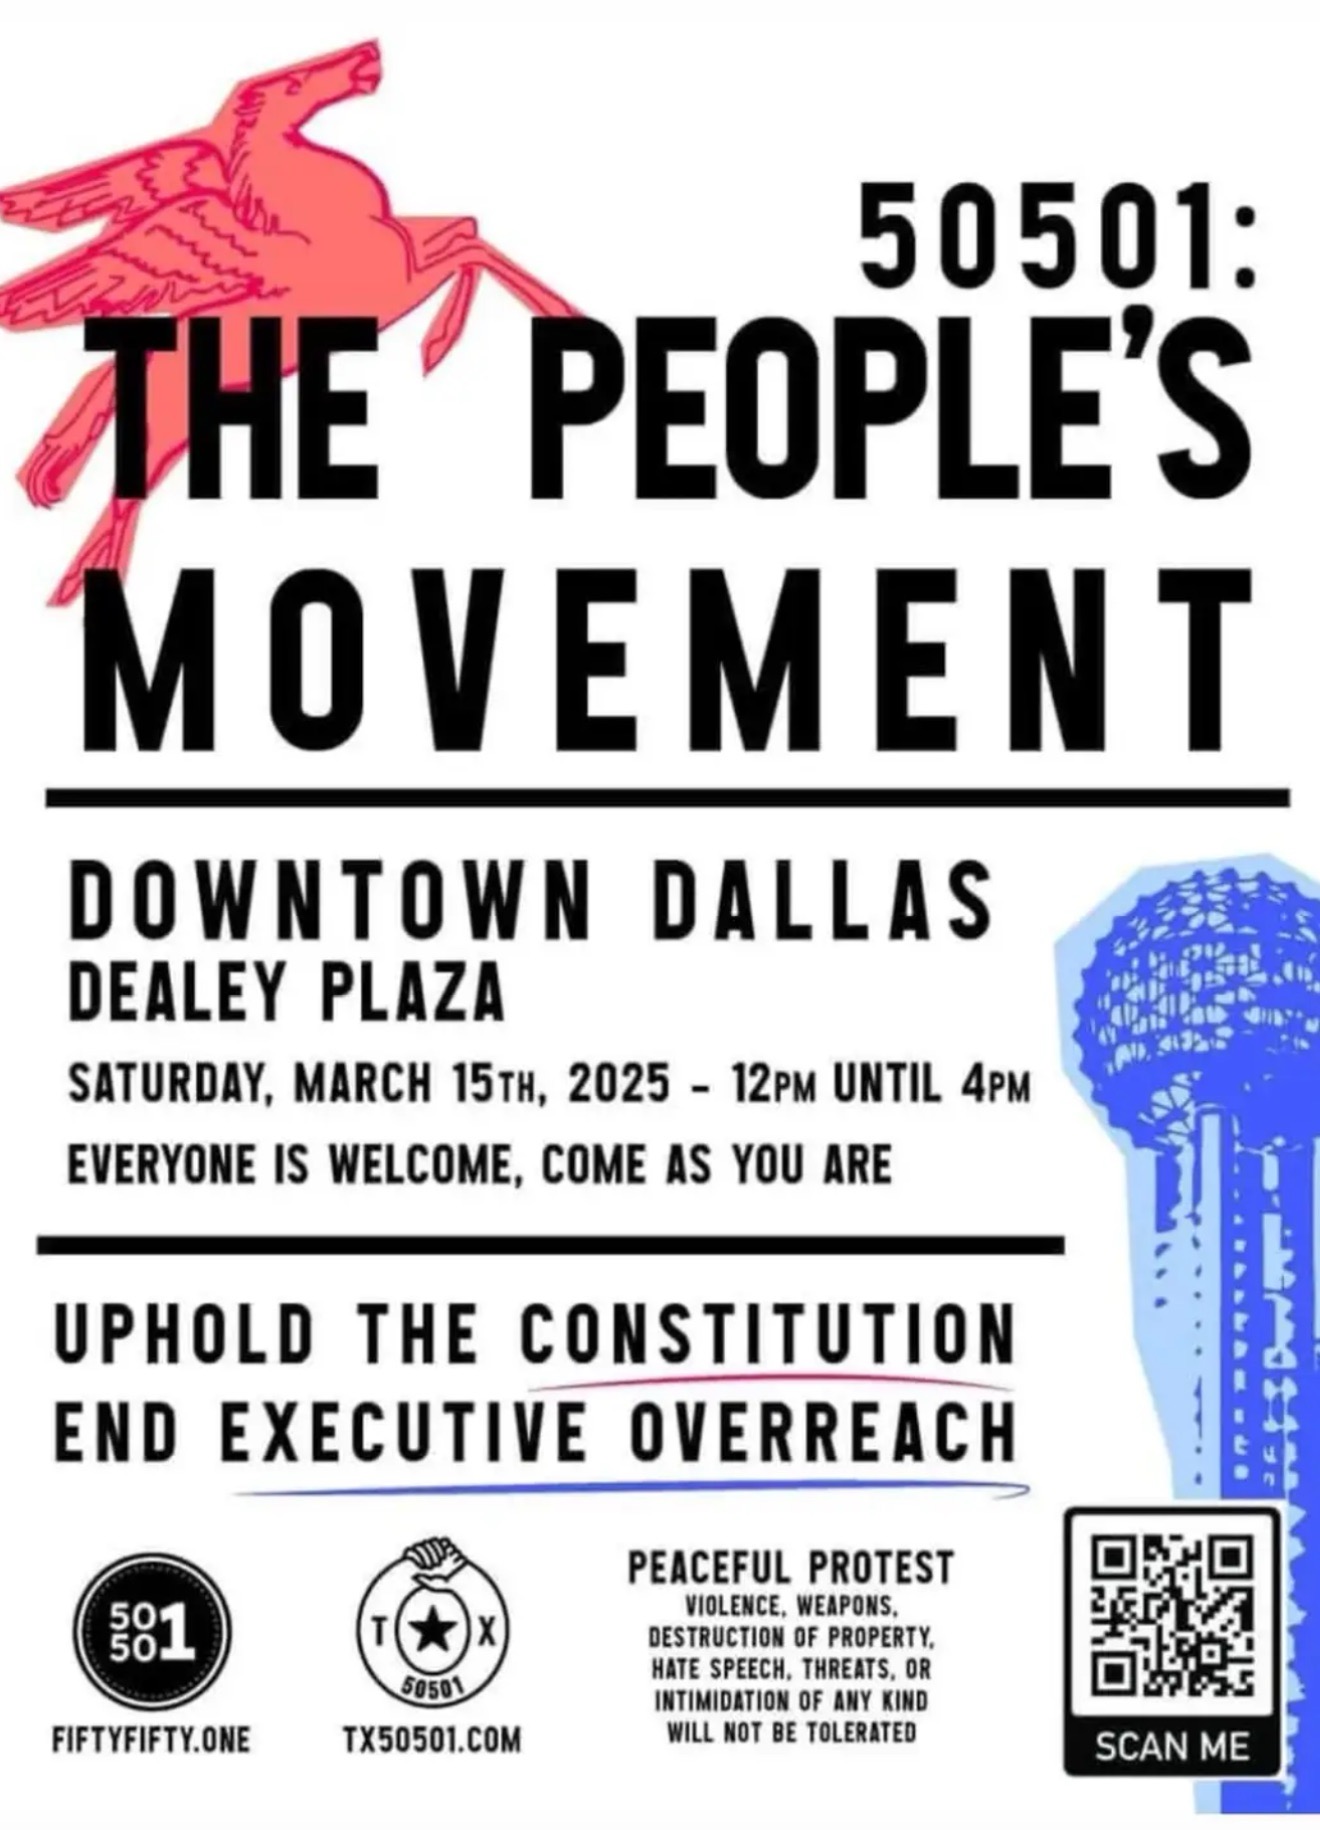 50501:
THE PEOPLE'S
MOVEMENT
DOWNTOWN DALLAS
DEALEY PLAZA
SATURDAY, MARCH 15TH, 2025 - 12PM UNTIL 4PM
EVERYONE IS WELCOME, COME AS YOU ARE
UPHOLD THE CONSTITUTION
END EXECUTIVE OVERREACH
50
501
FIFTYFIFTY.ONE
T X
50501
TX50501.COM
PEACEFUL PROTEST
VIOLENCE, WEAPONS,
DESTRUCTION OF PROPERTY,
HATE SPEECH, THREATS, OR
INTIMIDATION OF ANY KIND
WILL NOT BE TOLERATED
SCAN ME